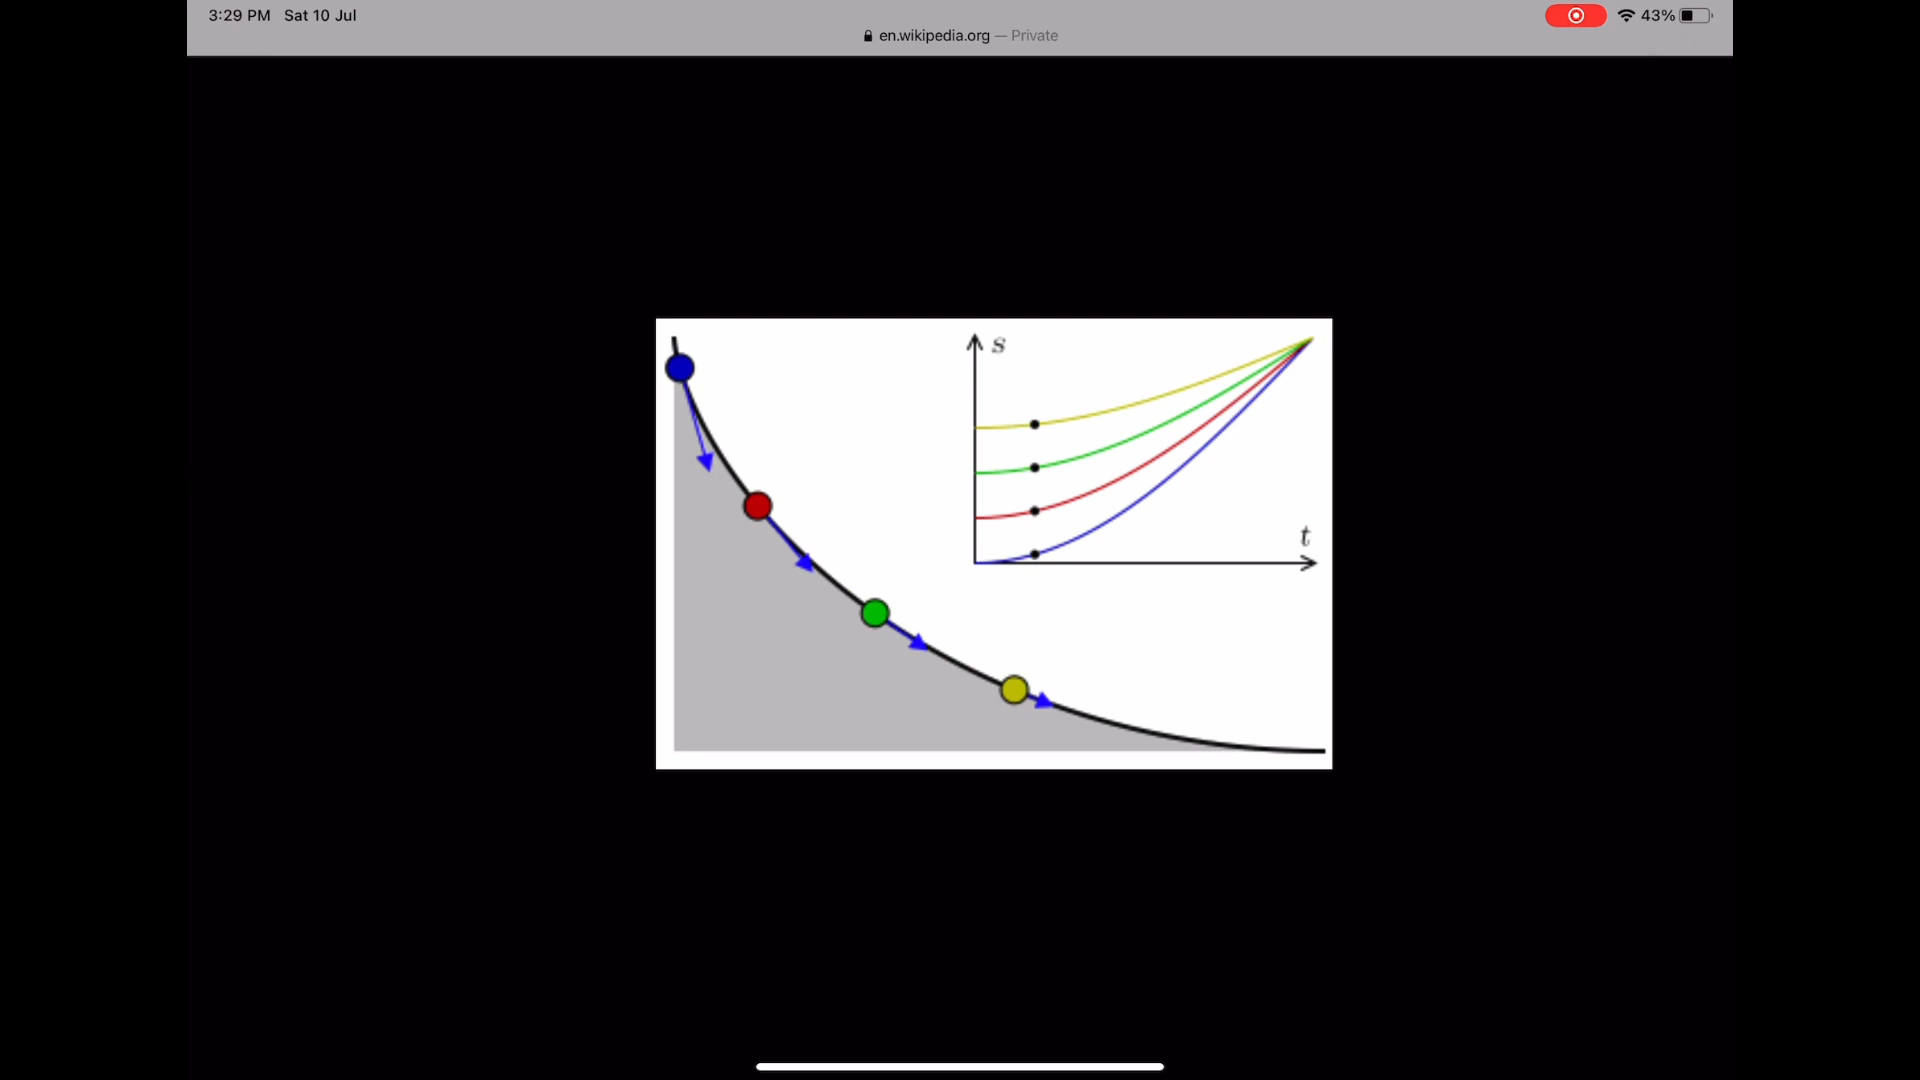 3:29 PM Sat 10 Jul
43%
en.wikipedia.org — Private
s
t